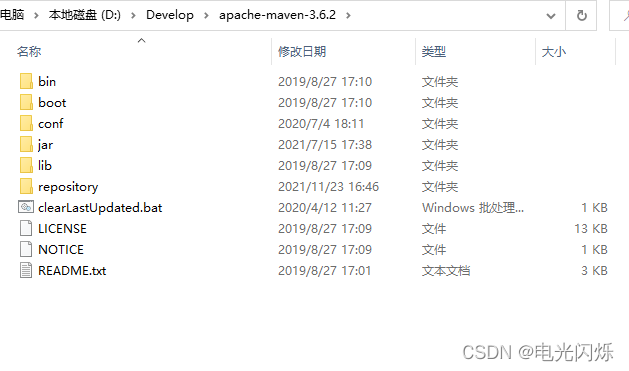 电脑 › 本地磁盘 (D:) › Develop › apache-maven-3.6.2 ›
名称 修改日期 类型 大小
bin 2019/8/27 17:10 文件夹
boot 2019/8/27 17:10 文件夹
conf 2020/7/4 18:11 文件夹
jar 2021/7/15 17:38 文件夹
lib 2019/8/27 17:09 文件夹
repository 2021/11/23 16:46 文件夹
clearLastUpdated.bat 2020/4/12 11:27 Windows 批处理... 1 KB
LICENSE 2019/8/27 17:09 文件 13 KB
NOTICE 2019/8/27 17:09 文件 1 KB
README.txt 2019/8/27 17:01 文本文档 3 KB
CSDN @电光闪烁